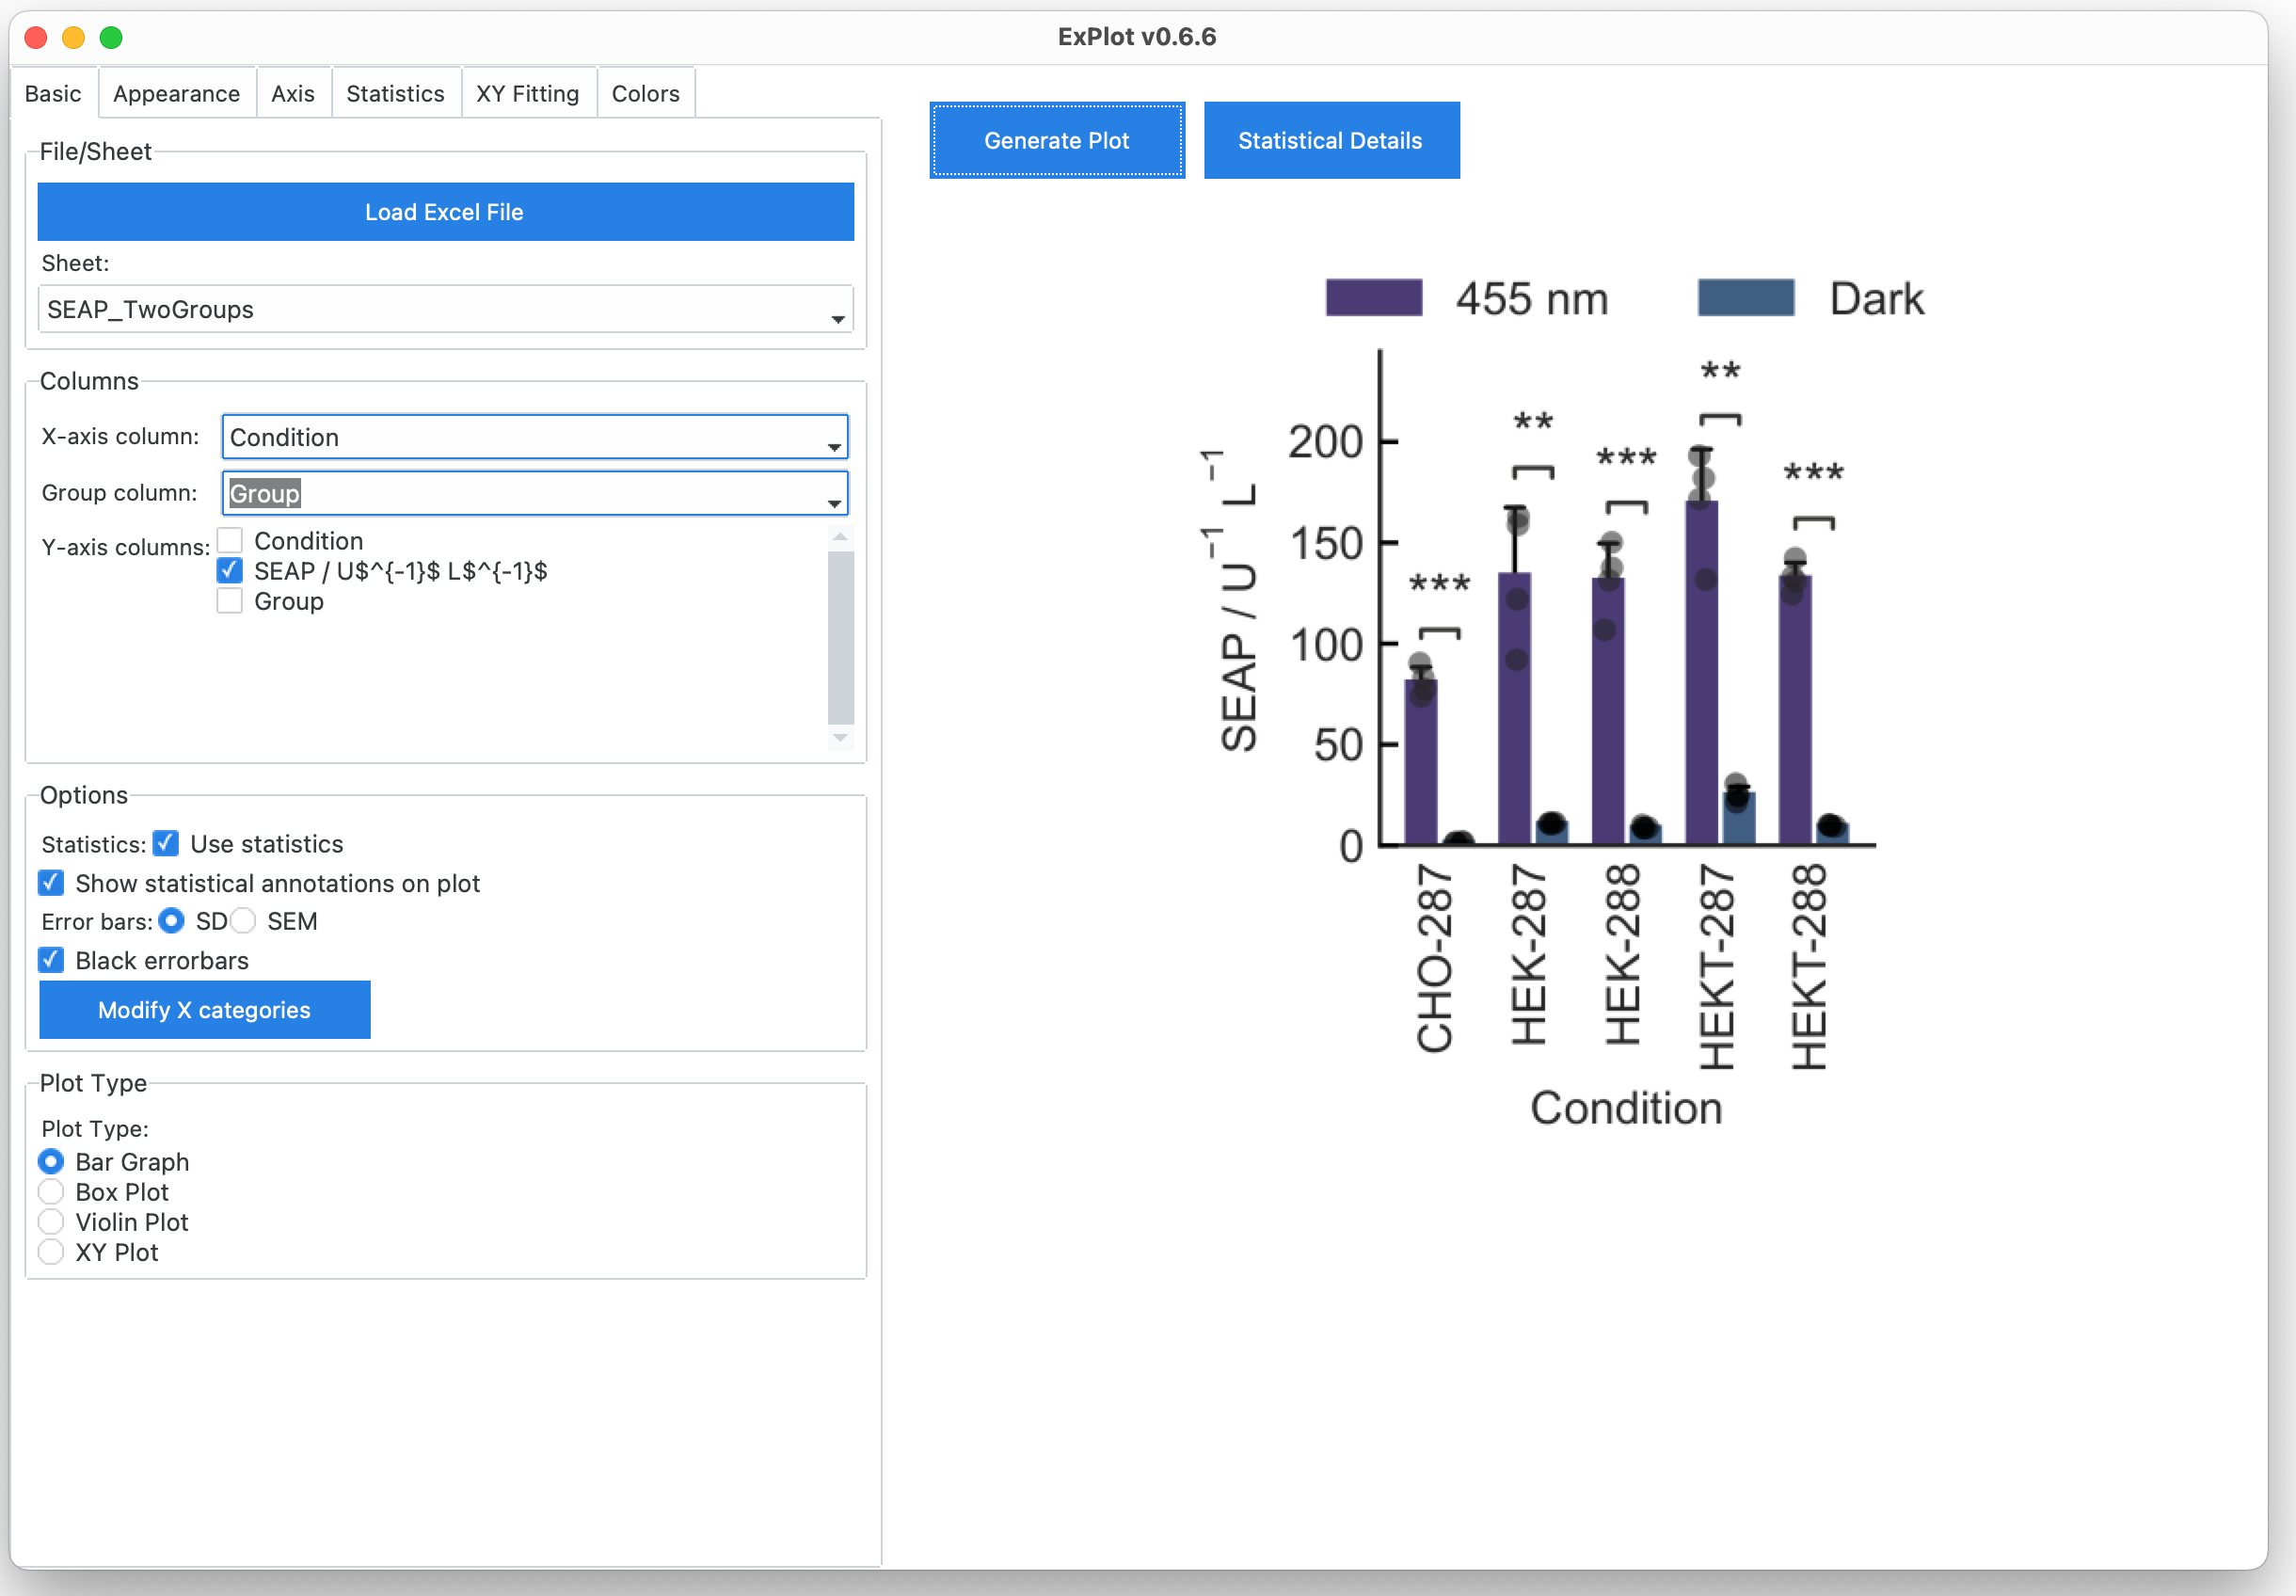 ExPlot v0.6.6
Basic Appearance Axis Statistics XY Fitting Colors
File/Sheet
Load Excel File
Sheet:
SEAP_TwoGroups
Columns
X-axis column: Condition
Group column: Group
Y-axis columns: Condition
SEAP / U$^{-1}$ L$^{-1}$
Group
Options
Statistics: Use statistics
Show statistical annotations on plot
Error bars: SD SEM
Black errorbars
Modify X categories
Plot Type
Plot Type:
Bar Graph
Box Plot
Violin Plot
XY Plot
Generate Plot Statistical Details
455 nm Dark
SEAP / U⁻¹ L⁻¹
200
150
100
50
0
***
**
***
**
***
CHO-287
HEK-287
HEK-288
HEKT-287
HEKT-288
Condition